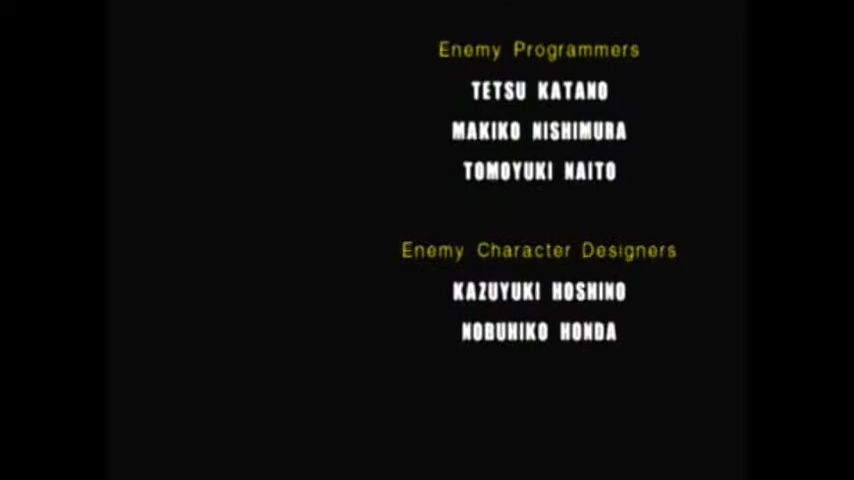 Enemy Programmers
TETSU KATANO
MAKIKO NISHIMURA
TOMOYUKI NAITO
Enemy Character Designers
KAZUYUKI HOSHINO
NOBUHIKO HONDA